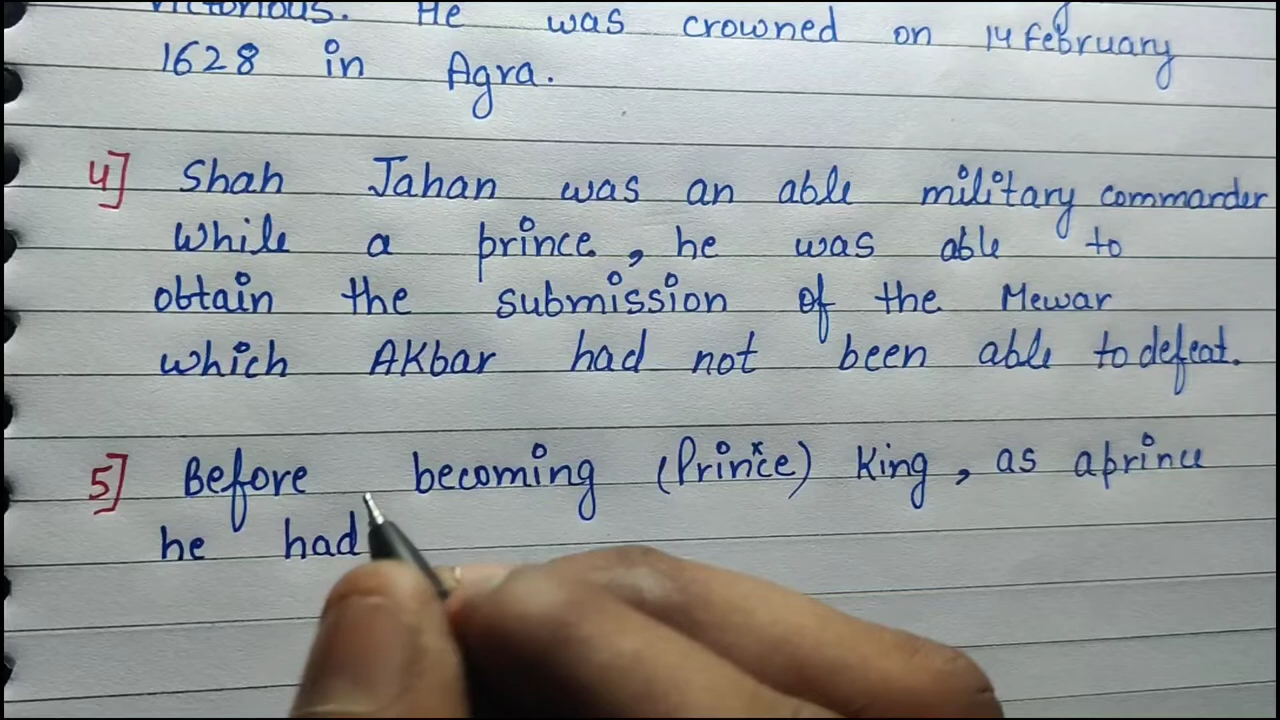 victorious. He was crowned on 14 february
1628 in Agra.
4] Shah Jahan was an able military commander
while a prince, he was able to
obtain the submission of the Mewar
which Akbar had not been able to defeat.
5] Before becoming (Prince) King, as a prince
he had